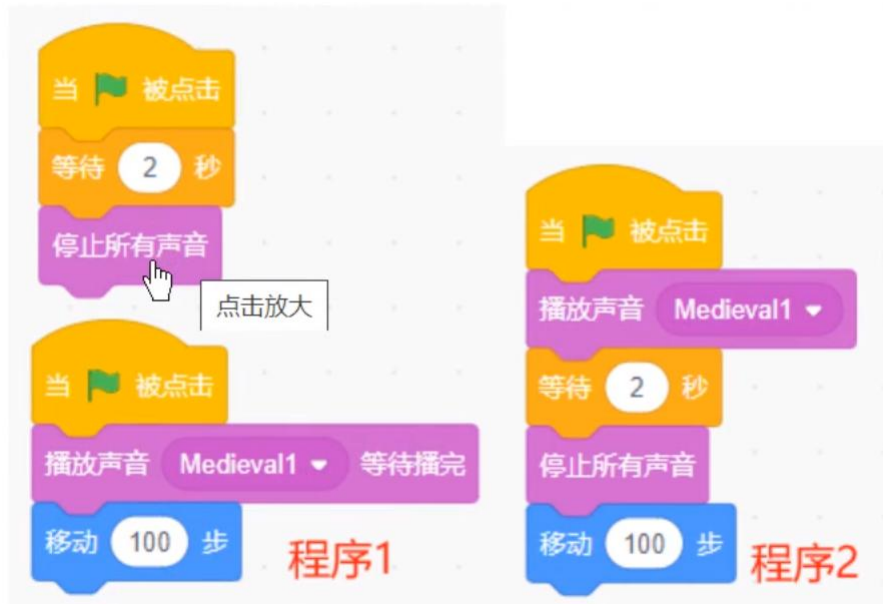 当 被点击
等待 2 秒
停止所有声音
点击放大
当 被点击
播放声音 Medieval1 等待播完
移动 100 步
程序1
当 被点击
播放声音 Medieval1
等待 2 秒
停止所有声音
移动 100 步
程序2